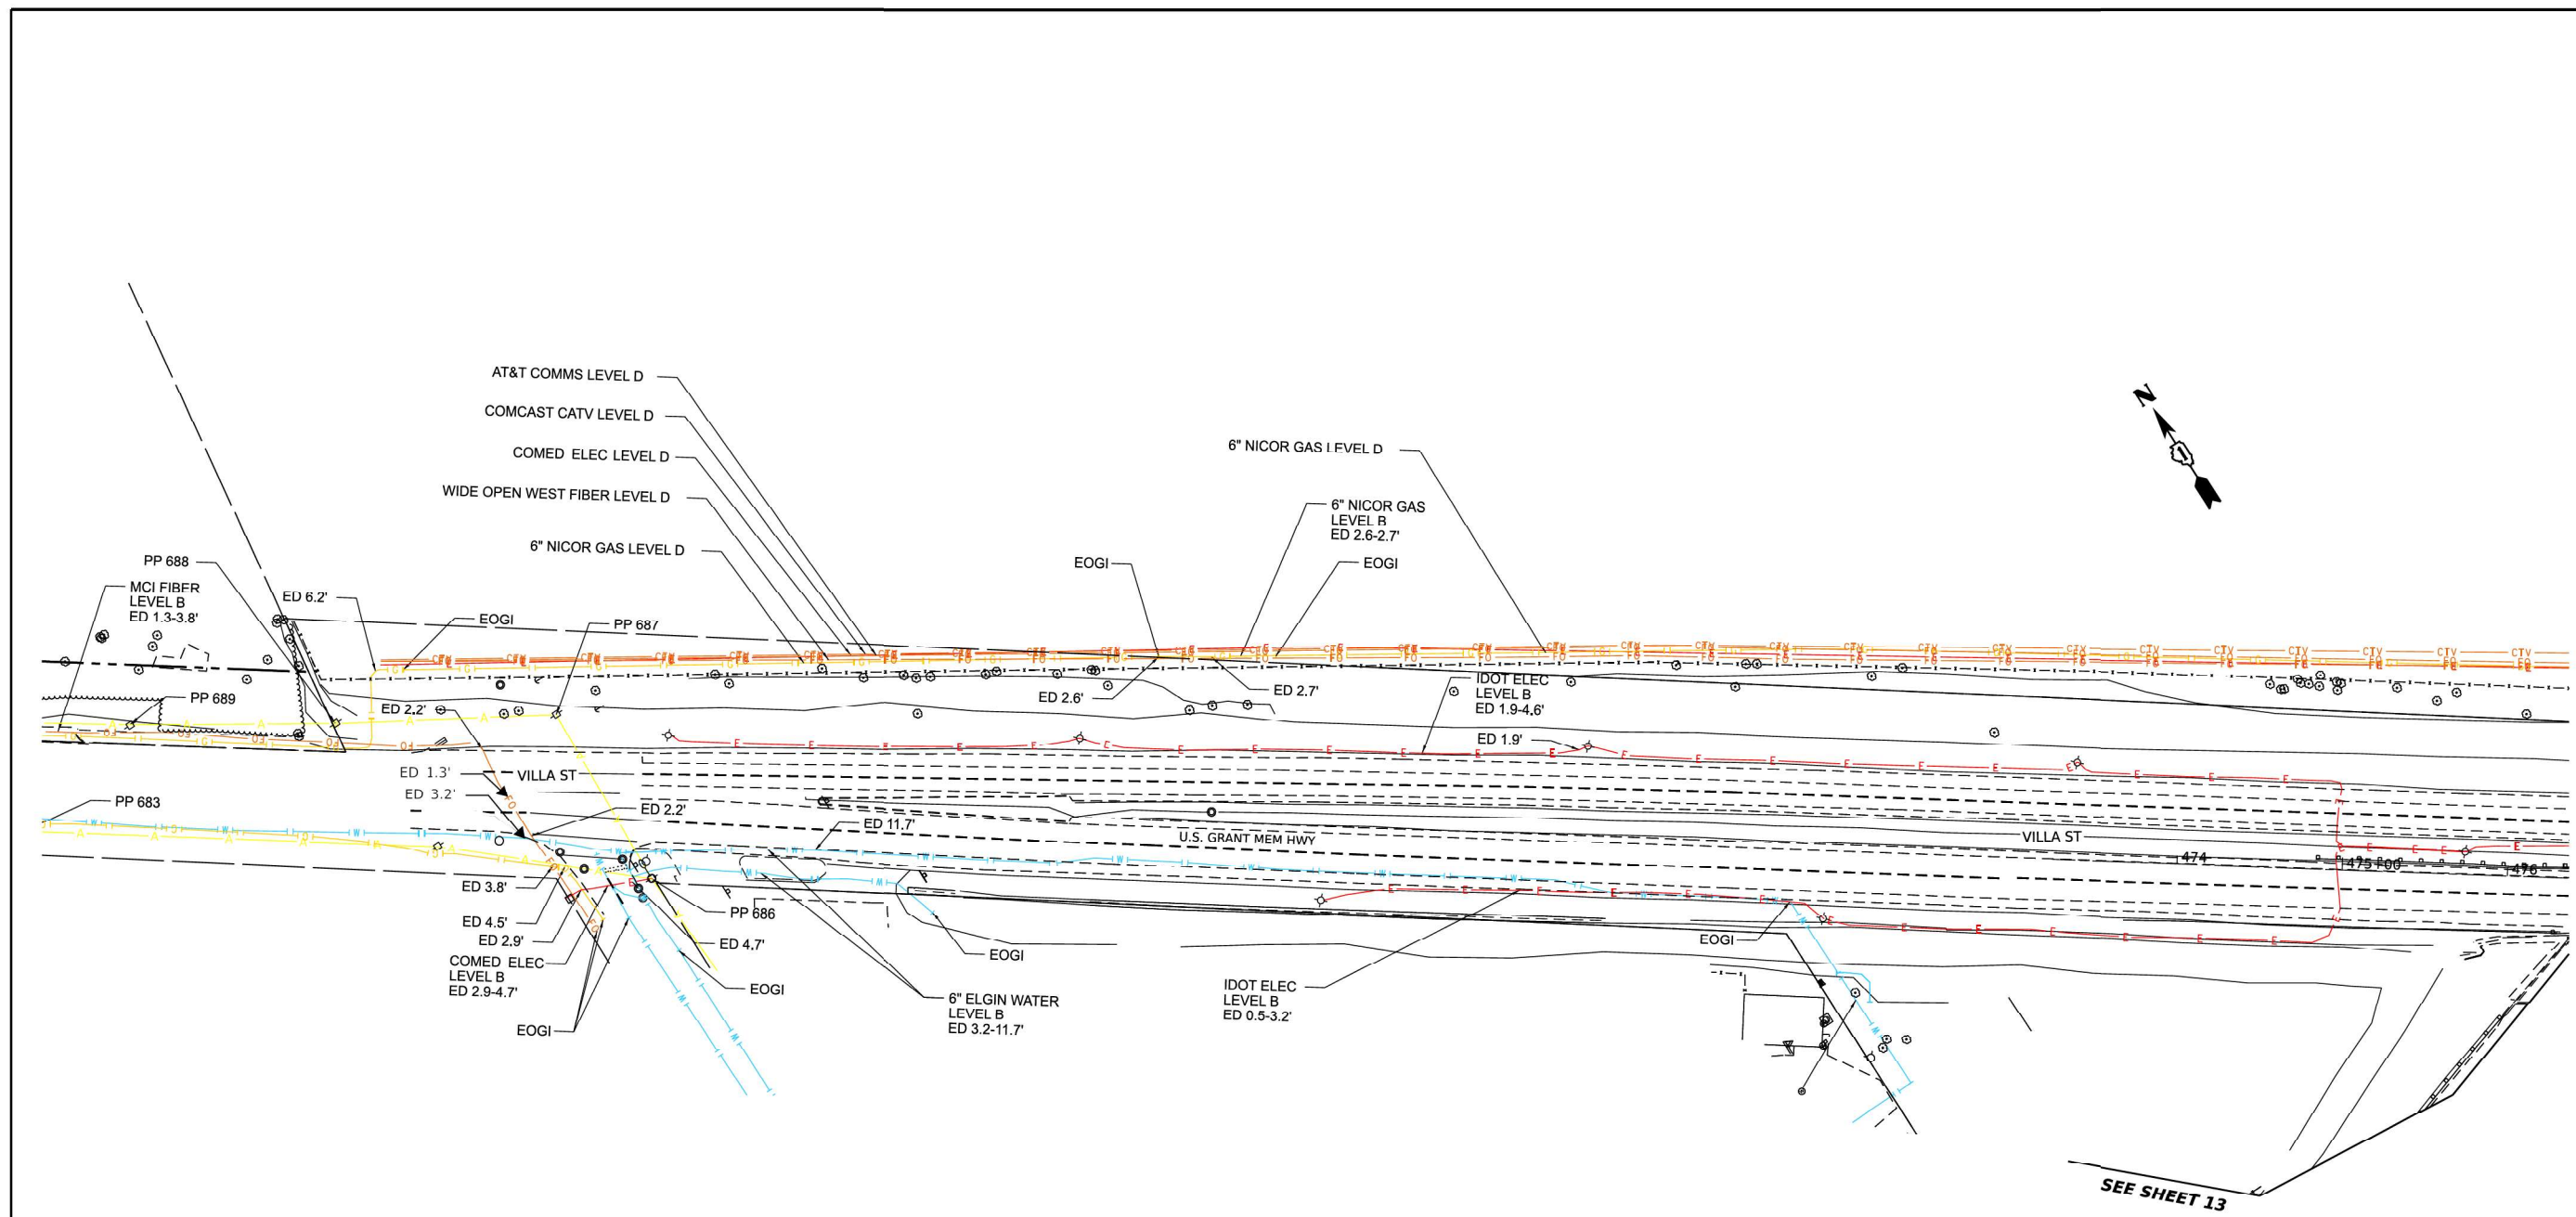 AT&T COMMS LEVEL D
COMCAST CATV LEVEL D
COMED ELEC LEVEL D
WIDE OPEN WEST FIBER LEVEL D
6" NICOR GAS LEVEL D
6" NICOR GAS LEVEL D
6" NICOR GAS
LEVEL B
ED 2.6-2.7'
EOGI
EOGI
N
1
PP 688
MCI FIBER
LEVEL B
ED 1.3-3.8'
ED 6.2'
EOGI
PP 687
PP 689
ED 2.2'
ED 2.6'
ED 2.7'
IDOT ELEC
LEVEL B
ED 1.9-4.6'
ED 1.9'
ED 1.3'
VILLA ST
ED 3.2'
PP 683
ED 2.2'
ED 11.7'
U.S. GRANT MEM HWY
VILLA ST
474
475+00
476
ED 3.8'
ED 4.5'
ED 2.9'
PP 686
ED 4.7'
COMED ELEC
LEVEL B
ED 2.9-4.7'
EOGI
EOGI
EOGI
6" ELGIN WATER
LEVEL B
ED 3.2-11.7'
IDOT ELEC
LEVEL B
ED 0.5-3.2'
EOGI
SEE SHEET 13